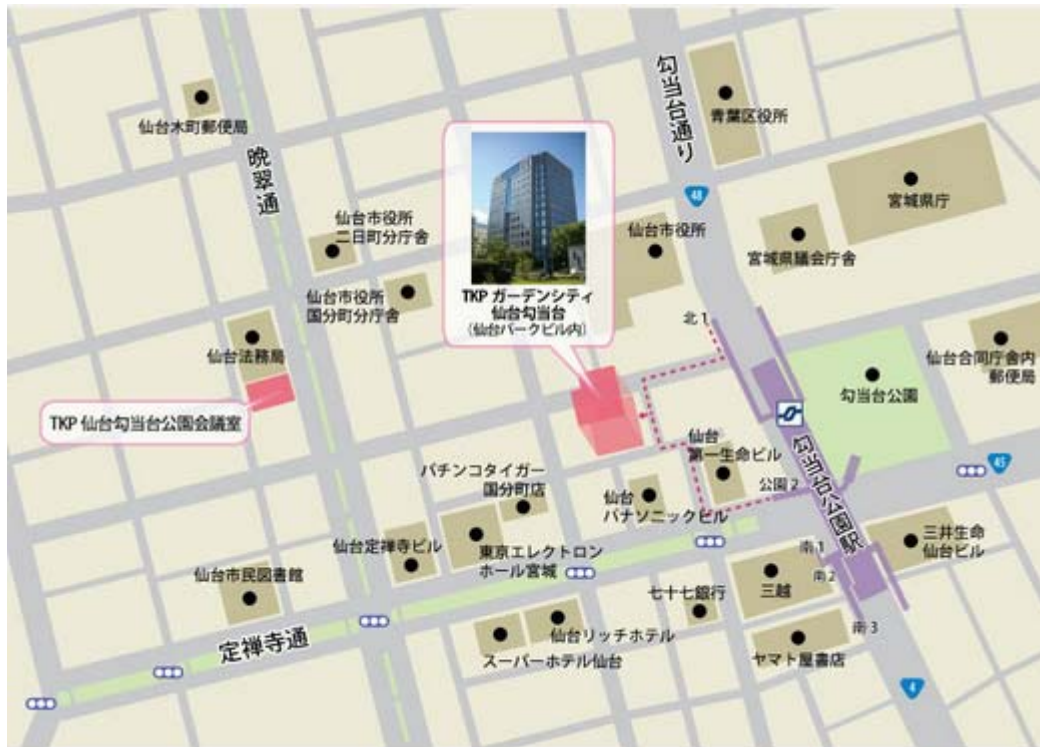 勾当台通り
青葉区役所
仙台木町郵便局
晩翠通
48
宮城県庁
仙台市役所
二日町分庁舎
仙台市役所
宮城県議会庁舎
仙台市役所
国分町分庁舎
TKP ガーデンシティ
仙台勾当台
(仙台パークビル内)
北1
仙台法務局
仙台合同庁舎内
郵便局
勾当台公園
TKP 仙台勾当台公園会議室
勾当台公園駅
仙台
第一生命ビル
45
パチンコタイガー
国分町店
公園2
仙台
パナソニックビル
仙台定禅寺ビル
東京エレクトロン
ホール宮城
南1
三井生命
仙台ビル
仙台市民図書館
南2
七十七銀行
三越
定禅寺通
仙台リッチホテル
南3
スーパーホテル仙台
ヤマト屋書店
4